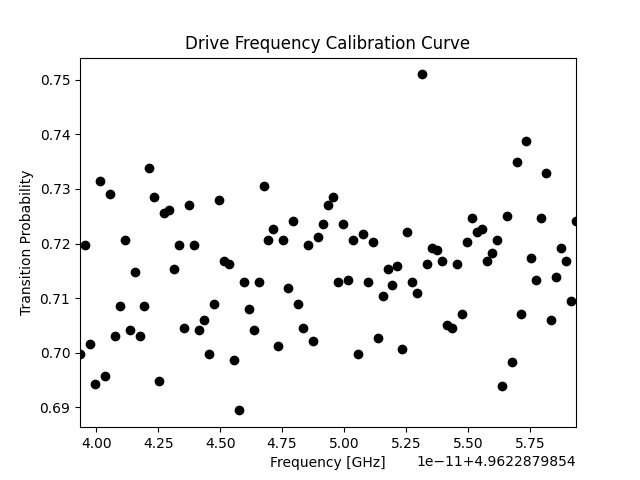 Drive Frequency Calibration Curve
0.75
0.74
0.73
0.72
0.71
0.70
0.69
Transition Probability
4.00 4.25 4.50 4.75 5.00 5.25 5.50 5.75
Frequency [GHz] 1e−11+4.9622879854